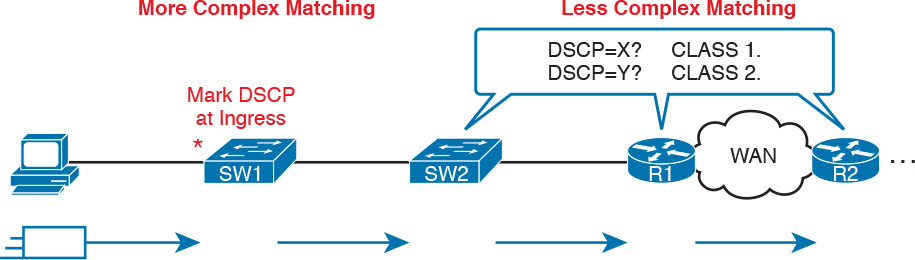 More Complex Matching
Less Complex Matching
DSCP=X? CLASS 1.
DSCP=Y? CLASS 2.
Mark DSCP
at Ingress
*
SW1
SW2
R1
WAN
R2
...